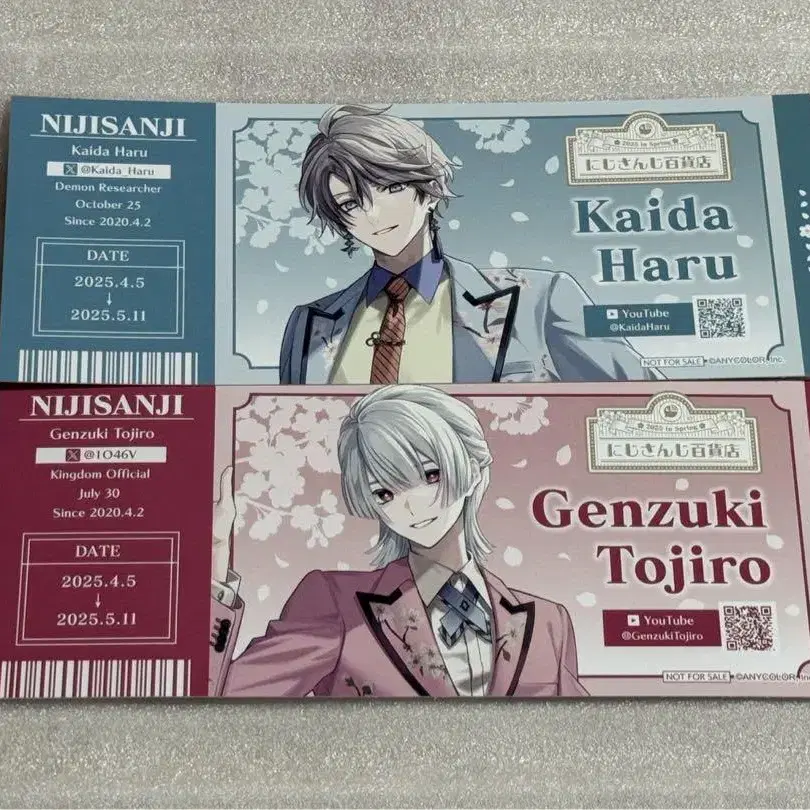 NIJISANJI
Kaida Haru
X @Kaida_Haru
Demon Researcher
October 25
Since 2020.4.2
DATE
2025.4.5
↓
2025.5.11
2025 in Spring
にじさんじ百貨店
Kaida
Haru
YouTube
@KaidaHaru
NOT FOR SALE ©ANYCOLOR, Inc.
NIJISANJI
Genzuki Tojiro
X @1O46V
Kingdom Official
July 30
Since 2020.4.2
DATE
2025.4.5
↓
2025.5.11
2025 in Spring
にじさんじ百貨店
Genzuki
Tojiro
YouTube
@GenzukiTojiro
NOT FOR SALE ©ANYCOLOR, Inc.